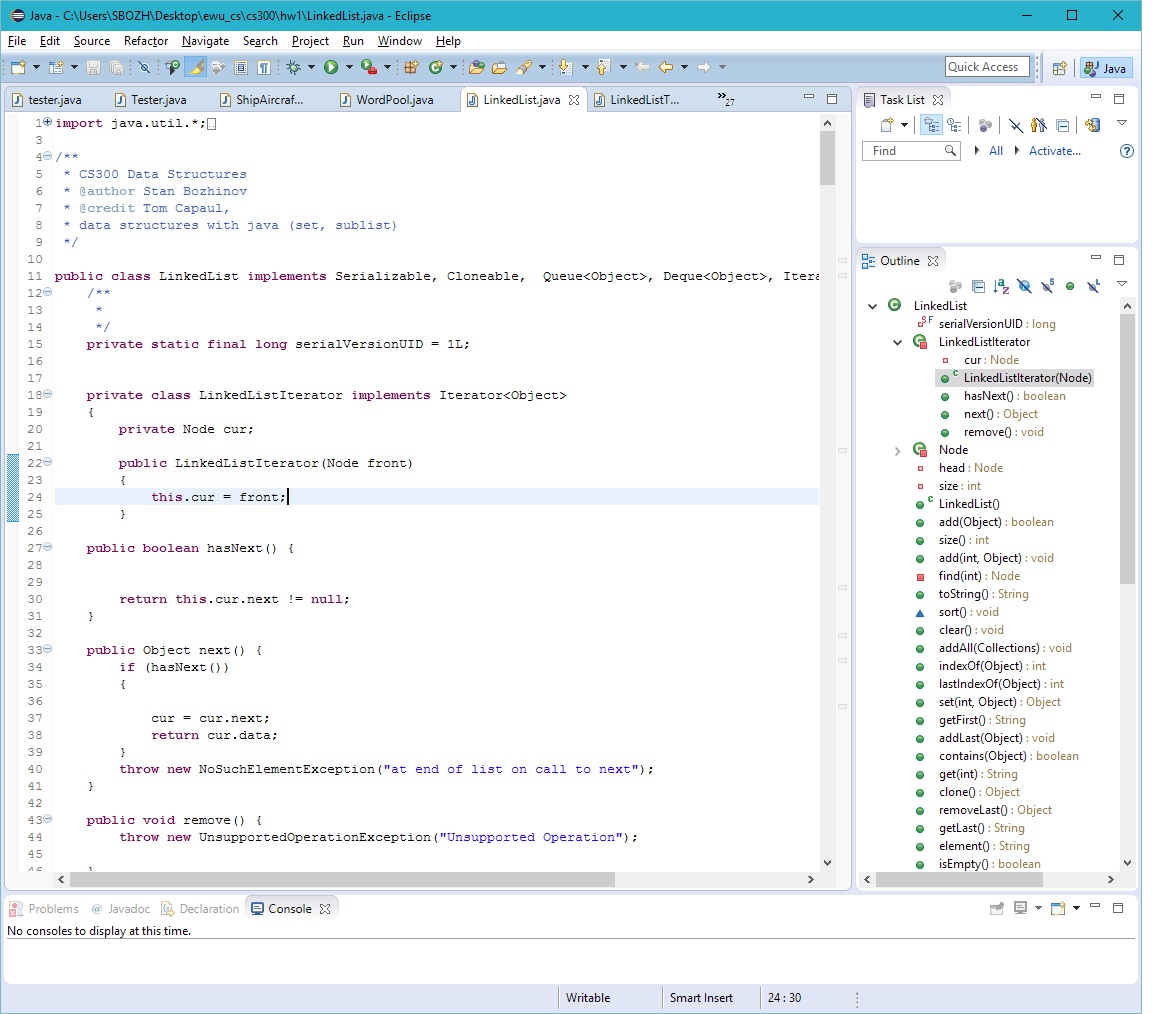 Java - C:\Users\SBOZH\Desktop\ewu_cs\cs300\hw1\LinkedList.java - Eclipse
File Edit Source Refactor Navigate Search Project Run Window Help
Quick Access
Java
tester.java Tester.java ShipAircraf... WordPool.java LinkedList.java LinkedListT... »27
1 import java.util.*;
3
4 /**
5  * CS300 Data Structures
6  * @author Stan Bozhinov
7  * @credit Tom Capaul,
8  * data structures with java (set, sublist)
9  */
10
11 public class LinkedList implements Serializable, Cloneable,  Queue<Object>, Deque<Object>, Itera
12     /**
13      *
14      */
15     private static final long serialVersionUID = 1L;
16
17
18     private class LinkedListIterator implements Iterator<Object>
19     {
20         private Node cur;
21
22         public LinkedListIterator(Node front)
23         {
24             this.cur = front;
25         }
26
27     public boolean hasNext() {
28
29
30         return this.cur.next != null;
31     }
32
33     public Object next() {
34         if (hasNext())
35         {
36
37             cur = cur.next;
38             return cur.data;
39         }
40         throw new NoSuchElementException("at end of list on call to next");
41     }
42
43     public void remove() {
44         throw new UnsupportedOperationException("Unsupported Operation");
45
Task List
Find
All
Activate...
Outline
LinkedList
serialVersionUID : long
LinkedListIterator
cur : Node
LinkedListIterator(Node)
hasNext() : boolean
next() : Object
remove() : void
Node
head : Node
size : int
LinkedList()
add(Object) : boolean
size() : int
add(int, Object) : void
find(int) : Node
toString() : String
sort() : void
clear() : void
addAll(Collections) : void
indexOf(Object) : int
lastIndexOf(Object) : int
set(int, Object) : Object
getFirst() : String
addLast(Object) : void
contains(Object) : boolean
get(int) : String
clone() : Object
removeLast() : Object
getLast() : String
element() : String
isEmpty() : boolean
Problems @ Javadoc Declaration Console
No consoles to display at this time.
Writable Smart Insert 24 : 30